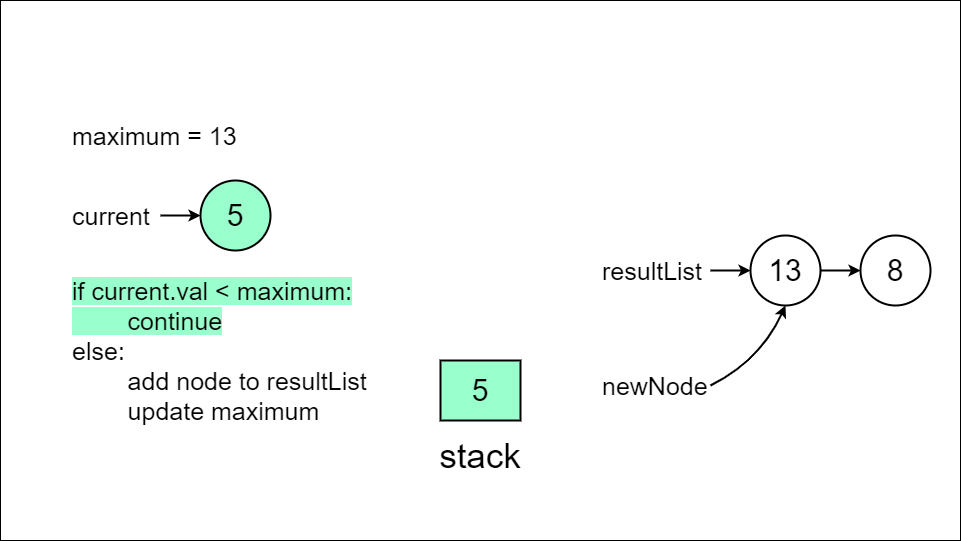 maximum = 13
current
5
if current.val < maximum:
continue
else:
add node to resultList
update maximum
5
stack
resultList
13
8
newNode